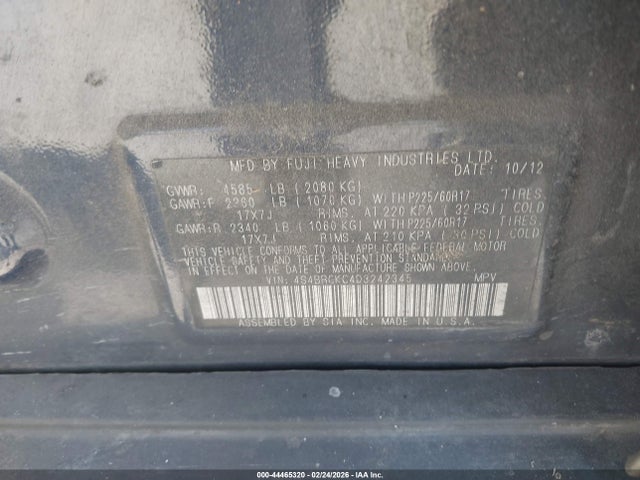 MFD BY FUJI HEAVY INDUSTRIES LTD.
DATE: 10/12
GVWR: 4585 LB (2080 KG)
GAWR:F 2360 LB (1070 KG) WITH P225/60R17 TIRES
17X7J RIMS. AT 220 KPA (32 PSI) COLD
GAWR:R 2340 LB (1060 KG) WITH P225/60R17 TIRES
17X7J RIMS. AT 210 KPA (30 PSI) COLD
THIS VEHICLE CONFORMS TO ALL APPLICABLE FEDERAL MOTOR
VEHICLE SAFETY AND THEFT PREVENTION STANDARDS
IN EFFECT ON THE DATE OF MANUFACTURE SHOWN ABOVE.
VIN: 4S4BRCKC4D3242345 MPV
ASSEMBLED BY SIA INC. MADE IN U.S.A.
000-44465320 - 02/24/2026 - Copart IAA, Inc.